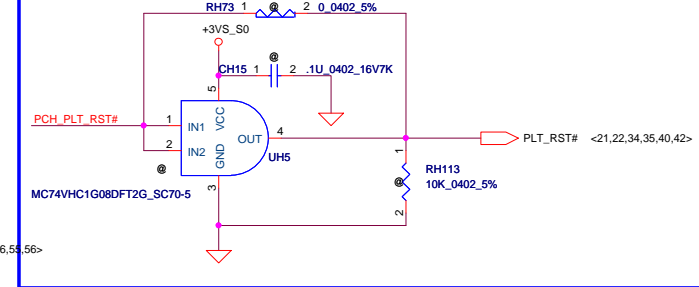 RH73 1 @ 2 0_0402_5%
+3VS_S0
@
CH15 1 2 .1U_0402_16V7K
5
PCH_PLT_RST# 1 IN1 VCC
OUT 4 PLT_RST# <21,22,34,35,40,42>
2 IN2 GND UH5
1
@ RH113
MC74VHC1G08DFT2G_SC70-5 3 @ 10K_0402_5%
2
6,55,56>